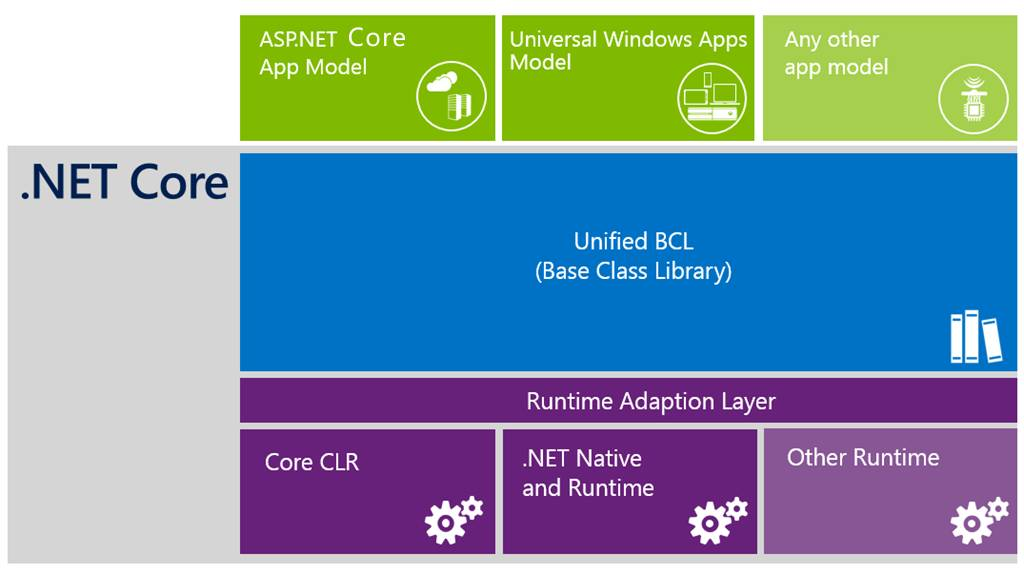 ASP.NET Core
App Model
Universal Windows Apps
Model
Any other
app model
.NET Core
Unified BCL
(Base Class Library)
Runtime Adaption Layer
Core CLR
.NET Native
and Runtime
Other Runtime